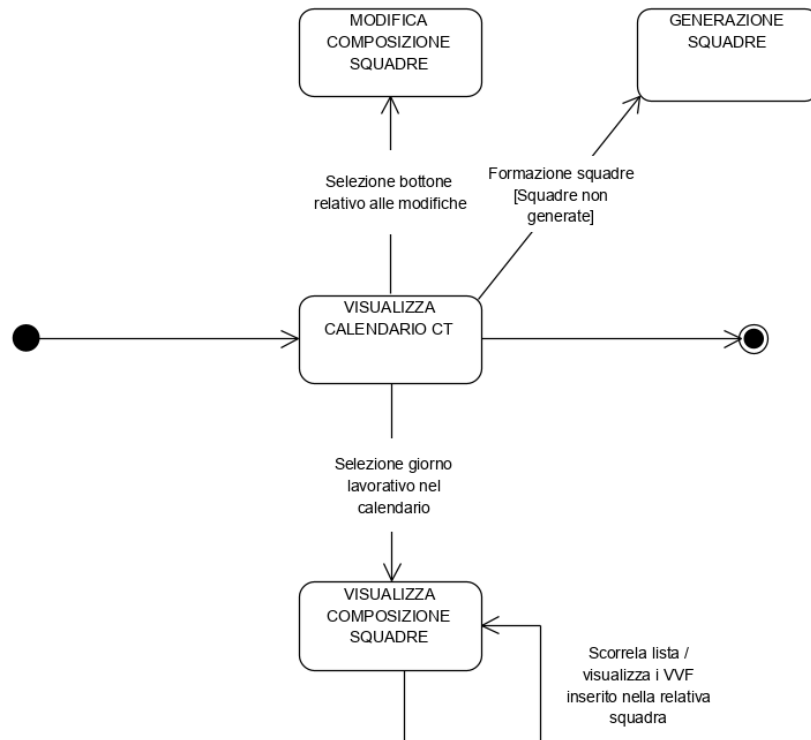 MODIFICA
COMPOSIZIONE
SQUADRE
GENERAZIONE
SQUADRE
Selezione bottone
relativo alle modifiche
Formazione squadre
[Squadre non
generate]
VISUALIZZA
CALENDARIO CT
Selezione giorno
lavorativo nel
calendario
VISUALIZZA
COMPOSIZIONE
SQUADRE
Scorrela lista /
visualizza i VVF
inserito nella relativa
squadra